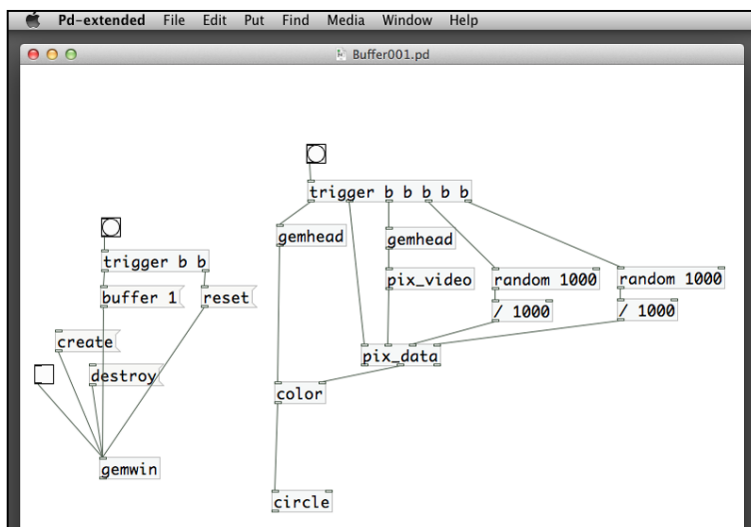 Pd-extended File Edit Put Find Media Window Help
Buffer001.pd
trigger b b b b b
gemhead
gemhead
trigger b b
pix_video
random 1000
random 1000
buffer 1
reset
/ 1000
/ 1000
create
pix_data
destroy
color
gemwin
circle